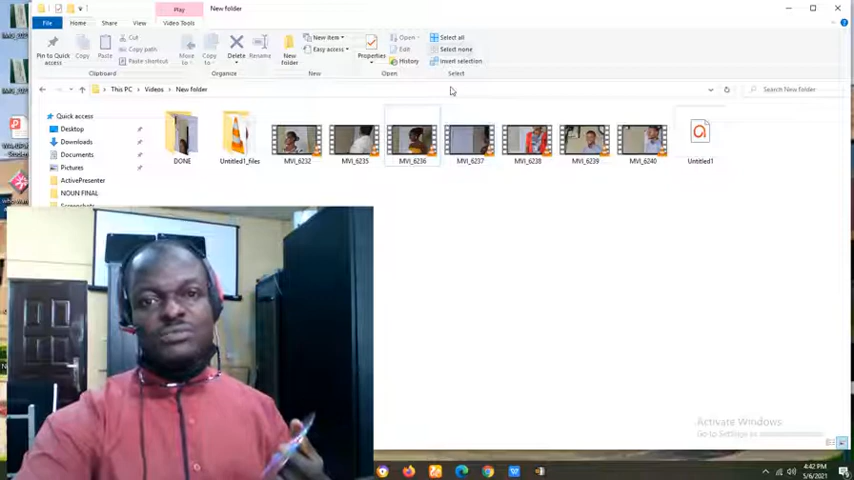 Play
New folder
File
Home
Share
View
Video Tools
Pin to Quick access
Copy
Paste
Cut
Copy path
Paste shortcut
Move to
Copy to
Delete
Rename
New folder
New item
Easy access
Properties
Open
Edit
History
Select all
Select none
Invert selection
Clipboard
Organize
New
Open
Select
This PC
Videos
New folder
Search New folder
Quick access
Desktop
Downloads
Documents
Pictures
ActivePresenter
NOUN FINAL
DONE
Untitled1_files
MVI_6232
MVI_6235
MVI_6236
MVI_6237
MVI_6238
MVI_6239
MVI_6240
Untitled1
Activate Windows
Go to Settings to
4:42 PM
5/6/2021